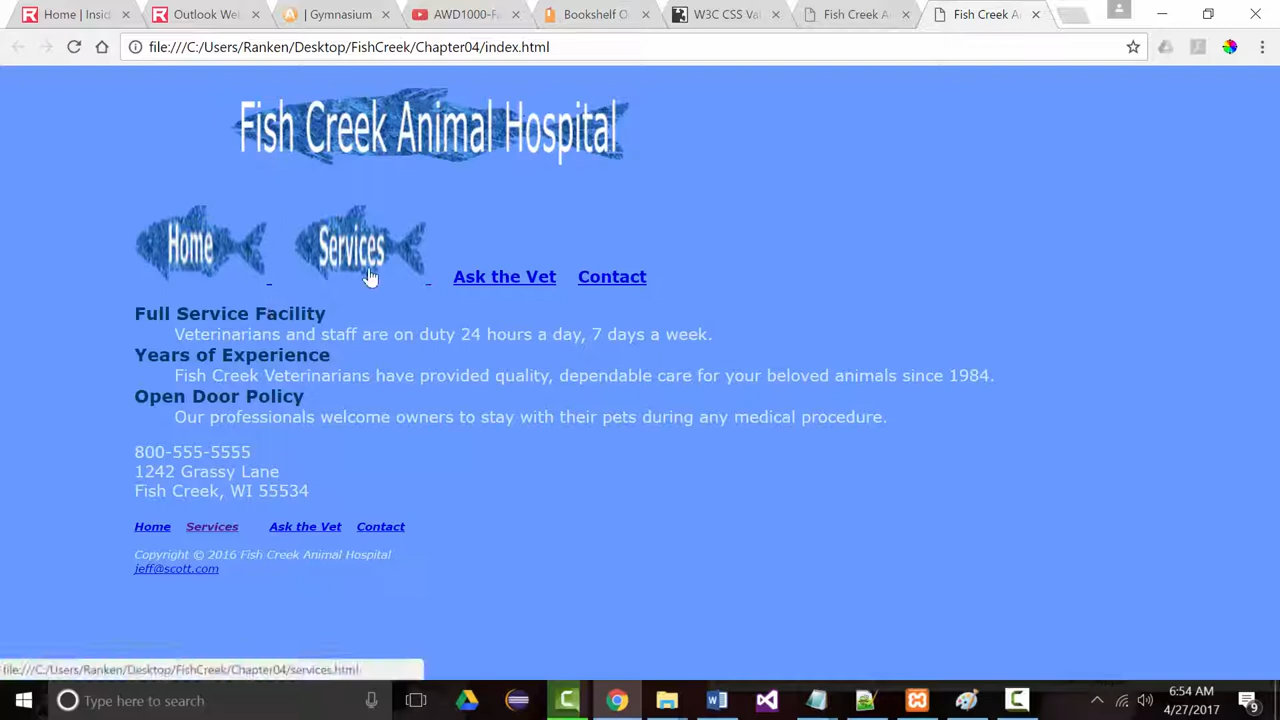 Home | Insid
Outlook Wel
| Gymnasium
AWD1000-F
Bookshelf O
W3C CSS Val
Fish Creek A
Fish Creek A
file:///C:/Users/Ranken/Desktop/FishCreek/Chapter04/index.html
Fish Creek Animal Hospital
Home Services Ask the Vet Contact
Full Service Facility
Veterinarians and staff are on duty 24 hours a day, 7 days a week.
Years of Experience
Fish Creek Veterinarians have provided quality, dependable care for your beloved animals since 1984.
Open Door Policy
Our professionals welcome owners to stay with their pets during any medical procedure.
800-555-5555
1242 Grassy Lane
Fish Creek, WI 55534
Home Services Ask the Vet Contact
Copyright © 2016 Fish Creek Animal Hospital
jeff@scott.com
file:///C:/Users/Ranken/Desktop/FishCreek/Chapter04/services.html
Type here to search
6:54 AM
4/27/2017
9